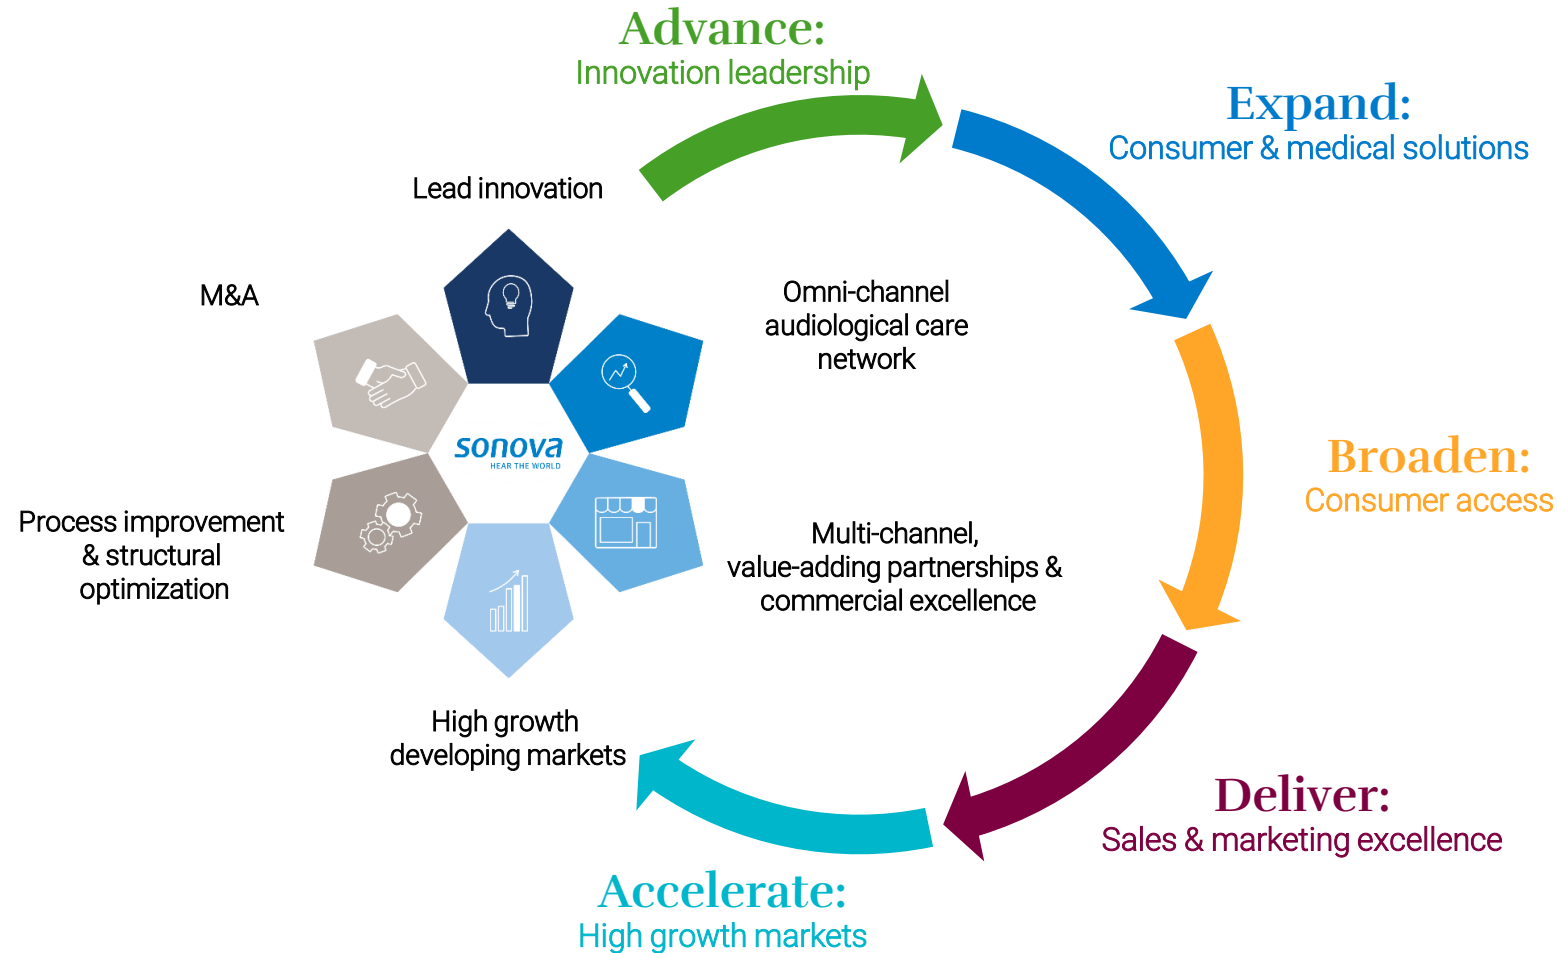 Advance:
Innovation leadership
Expand:
Consumer & medical solutions
Lead innovation
M&A
Omni-channel
audiological care
network
sonova
HEAR THE WORLD
Broaden:
Consumer access
Process improvement
& structural
optimization
Multi-channel,
value-adding partnerships &
commercial excellence
High growth
developing markets
Deliver:
Sales & marketing excellence
Accelerate:
High growth markets